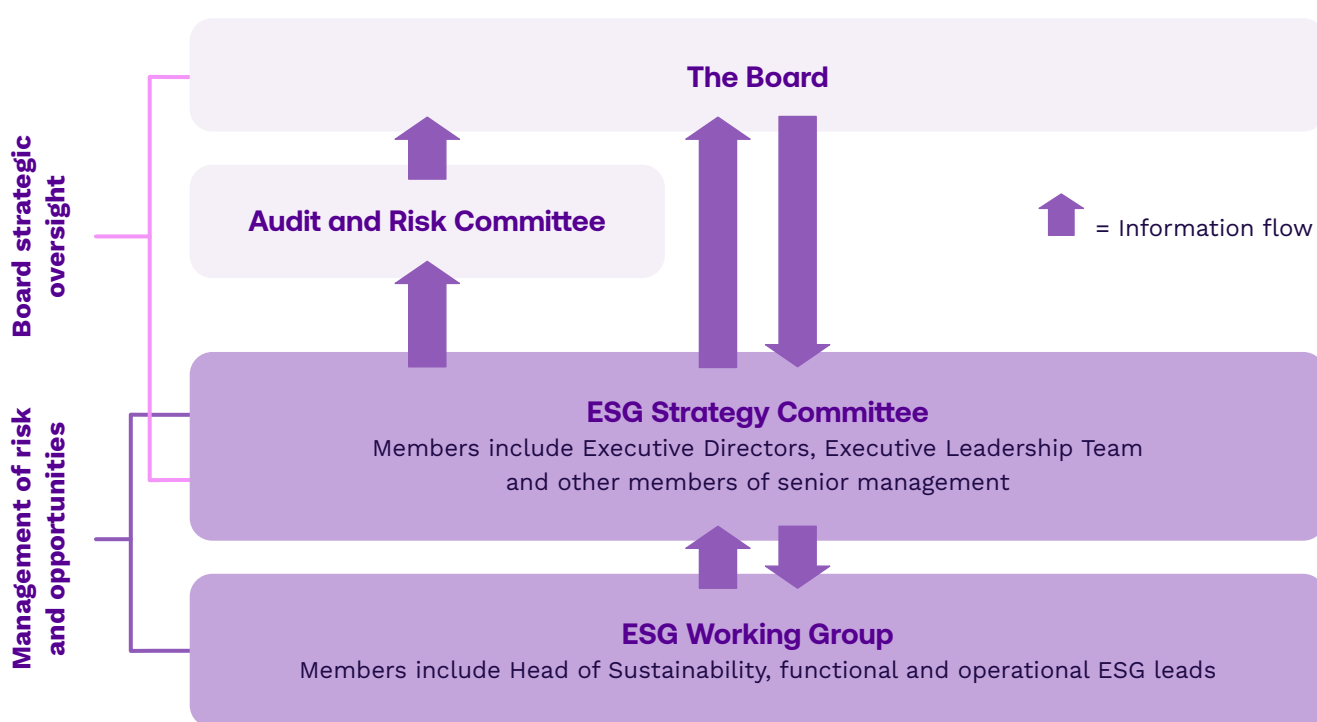 The Board
Board strategic
oversight
Audit and Risk Committee
= Information flow
Management of risk
and opportunities
ESG Strategy Committee
Members include Executive Directors, Executive Leadership Team
and other members of senior management
ESG Working Group
Members include Head of Sustainability, functional and operational ESG leads